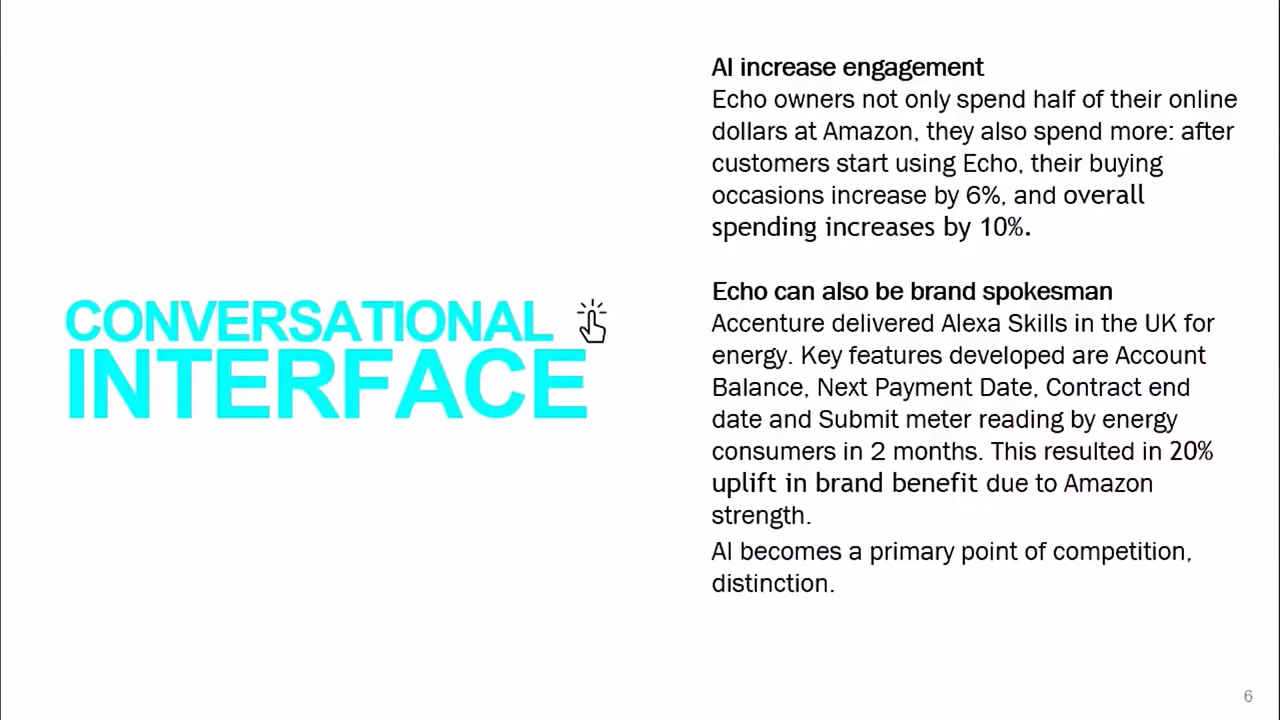 CONVERSATIONAL
INTERFACE
AI increase engagement
Echo owners not only spend half of their online
dollars at Amazon, they also spend more: after
customers start using Echo, their buying
occasions increase by 6%, and overall
spending increases by 10%.
Echo can also be brand spokesman
Accenture delivered Alexa Skills in the UK for
energy. Key features developed are Account
Balance, Next Payment Date, Contract end
date and Submit meter reading by energy
consumers in 2 months. This resulted in 20%
uplift in brand benefit due to Amazon
strength.
AI becomes a primary point of competition,
distinction.
6